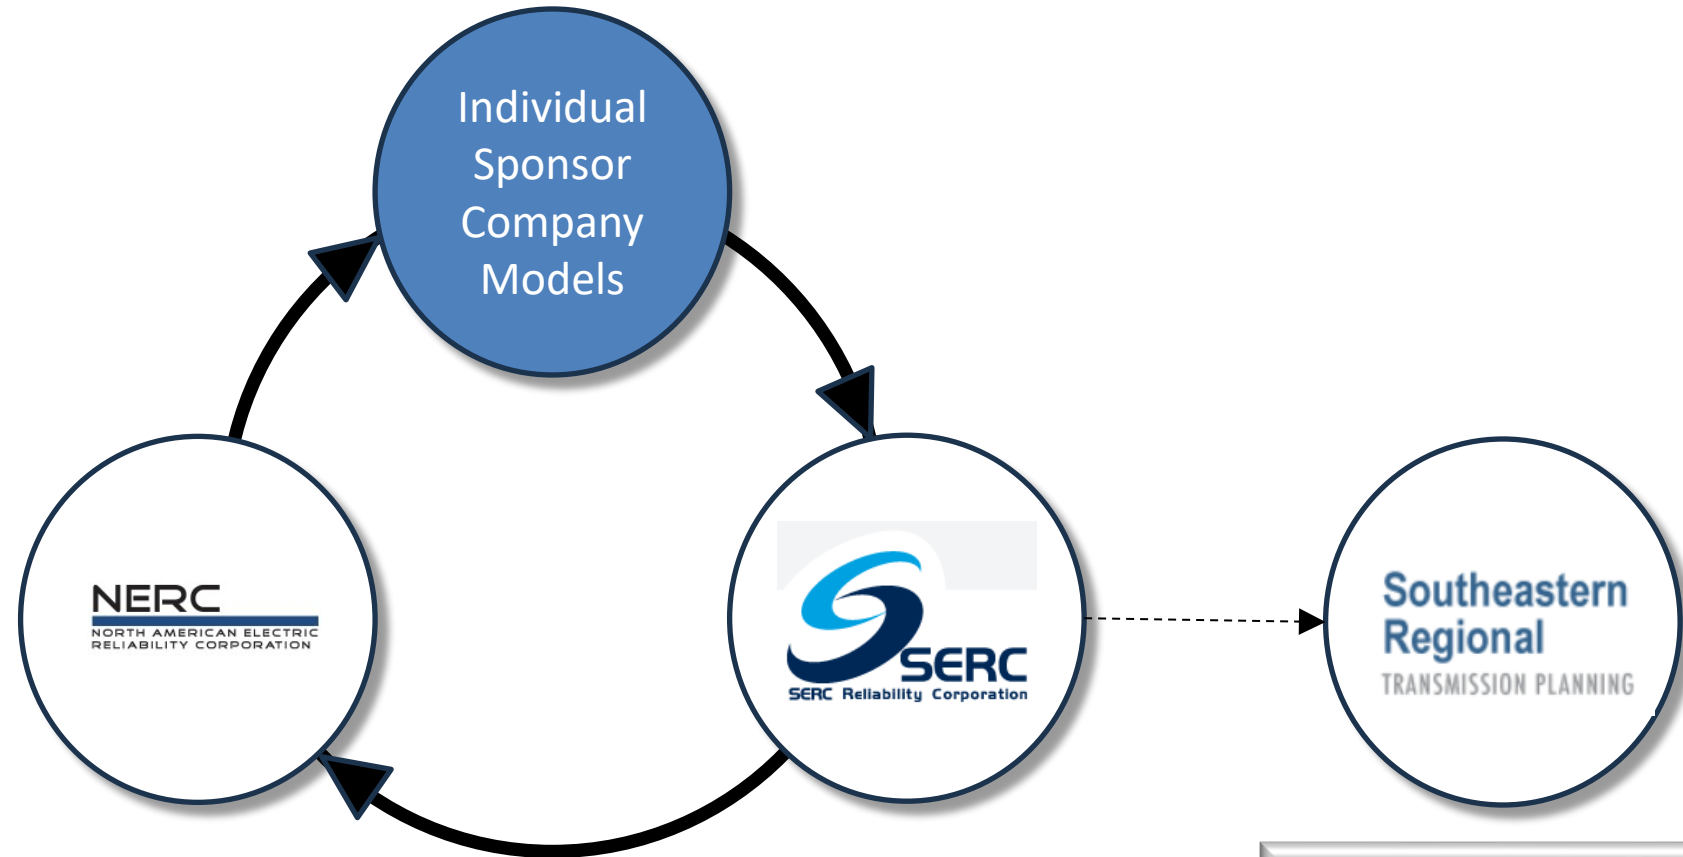 Individual
Sponsor
Company
Models
NERC
NORTH AMERICAN ELECTRIC
RELIABILITY CORPORATION
SERC
SERC Reliability Corporation
Southeastern
Regional
TRANSMISSION PLANNING